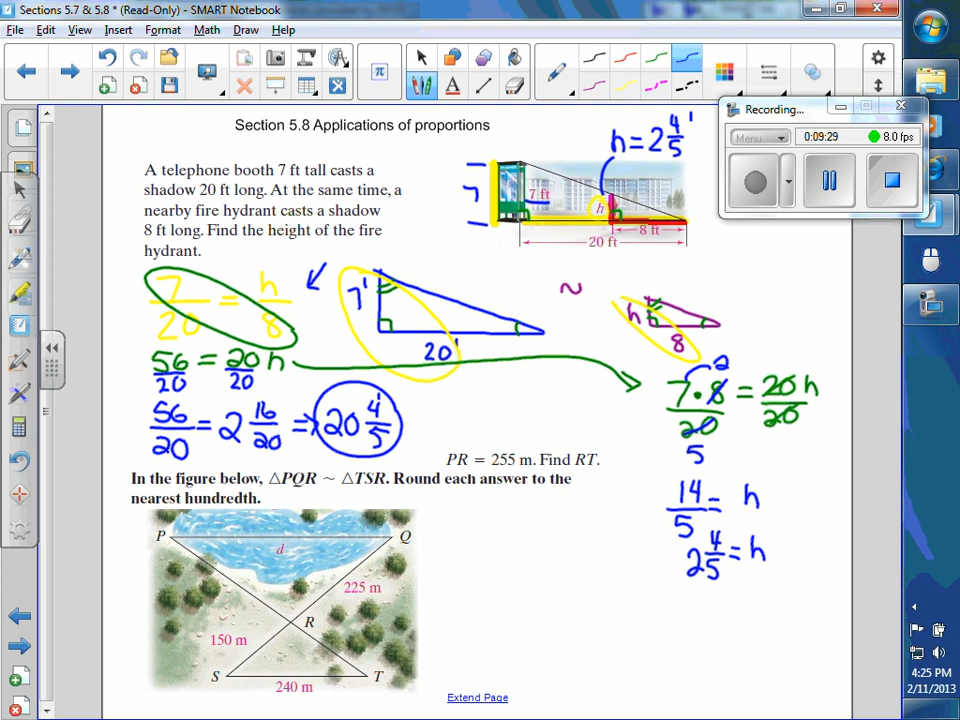 Sections 5.7 & 5.8 * (Read-Only) - SMART Notebook
File Edit View Insert Format Math Draw Help
π
A
Recording...
Menu
0:09:29
8.0 fps
Section 5.8 Applications of proportions
h = 2 4/5'
A telephone booth 7 ft tall casts a
shadow 20 ft long. At the same time, a
nearby fire hydrant casts a shadow
8 ft long. Find the height of the fire
hydrant.
7
7 ft
h
8 ft
20 ft
7/20 = h/8
7'
20'
~
h
8
56/20 = 20h/20
56/20 = 2 16/20 => 20 4/5
2
7·8/20 = 20h/20
5
14/5 = h
2 4/5 = h
PR = 255 m. Find RT.
In the figure below, △PQR ~ △TSR. Round each answer to the
nearest hundredth.
P
d
Q
225 m
R
150 m
S
T
240 m
Extend Page
4:25 PM
2/11/2013